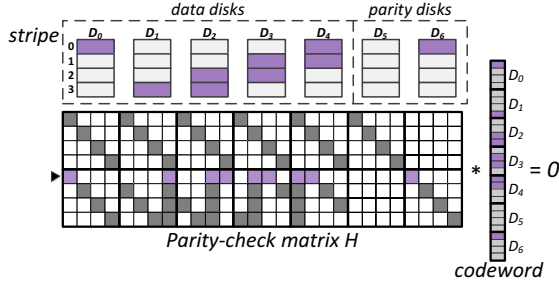 data disks parity disks
stripe D0 D1 D2 D3 D4 D5 D6
0
1
2
3
D0
D1
D2
D3
D4
D5
D6
* = 0
Parity-check matrix H
codeword